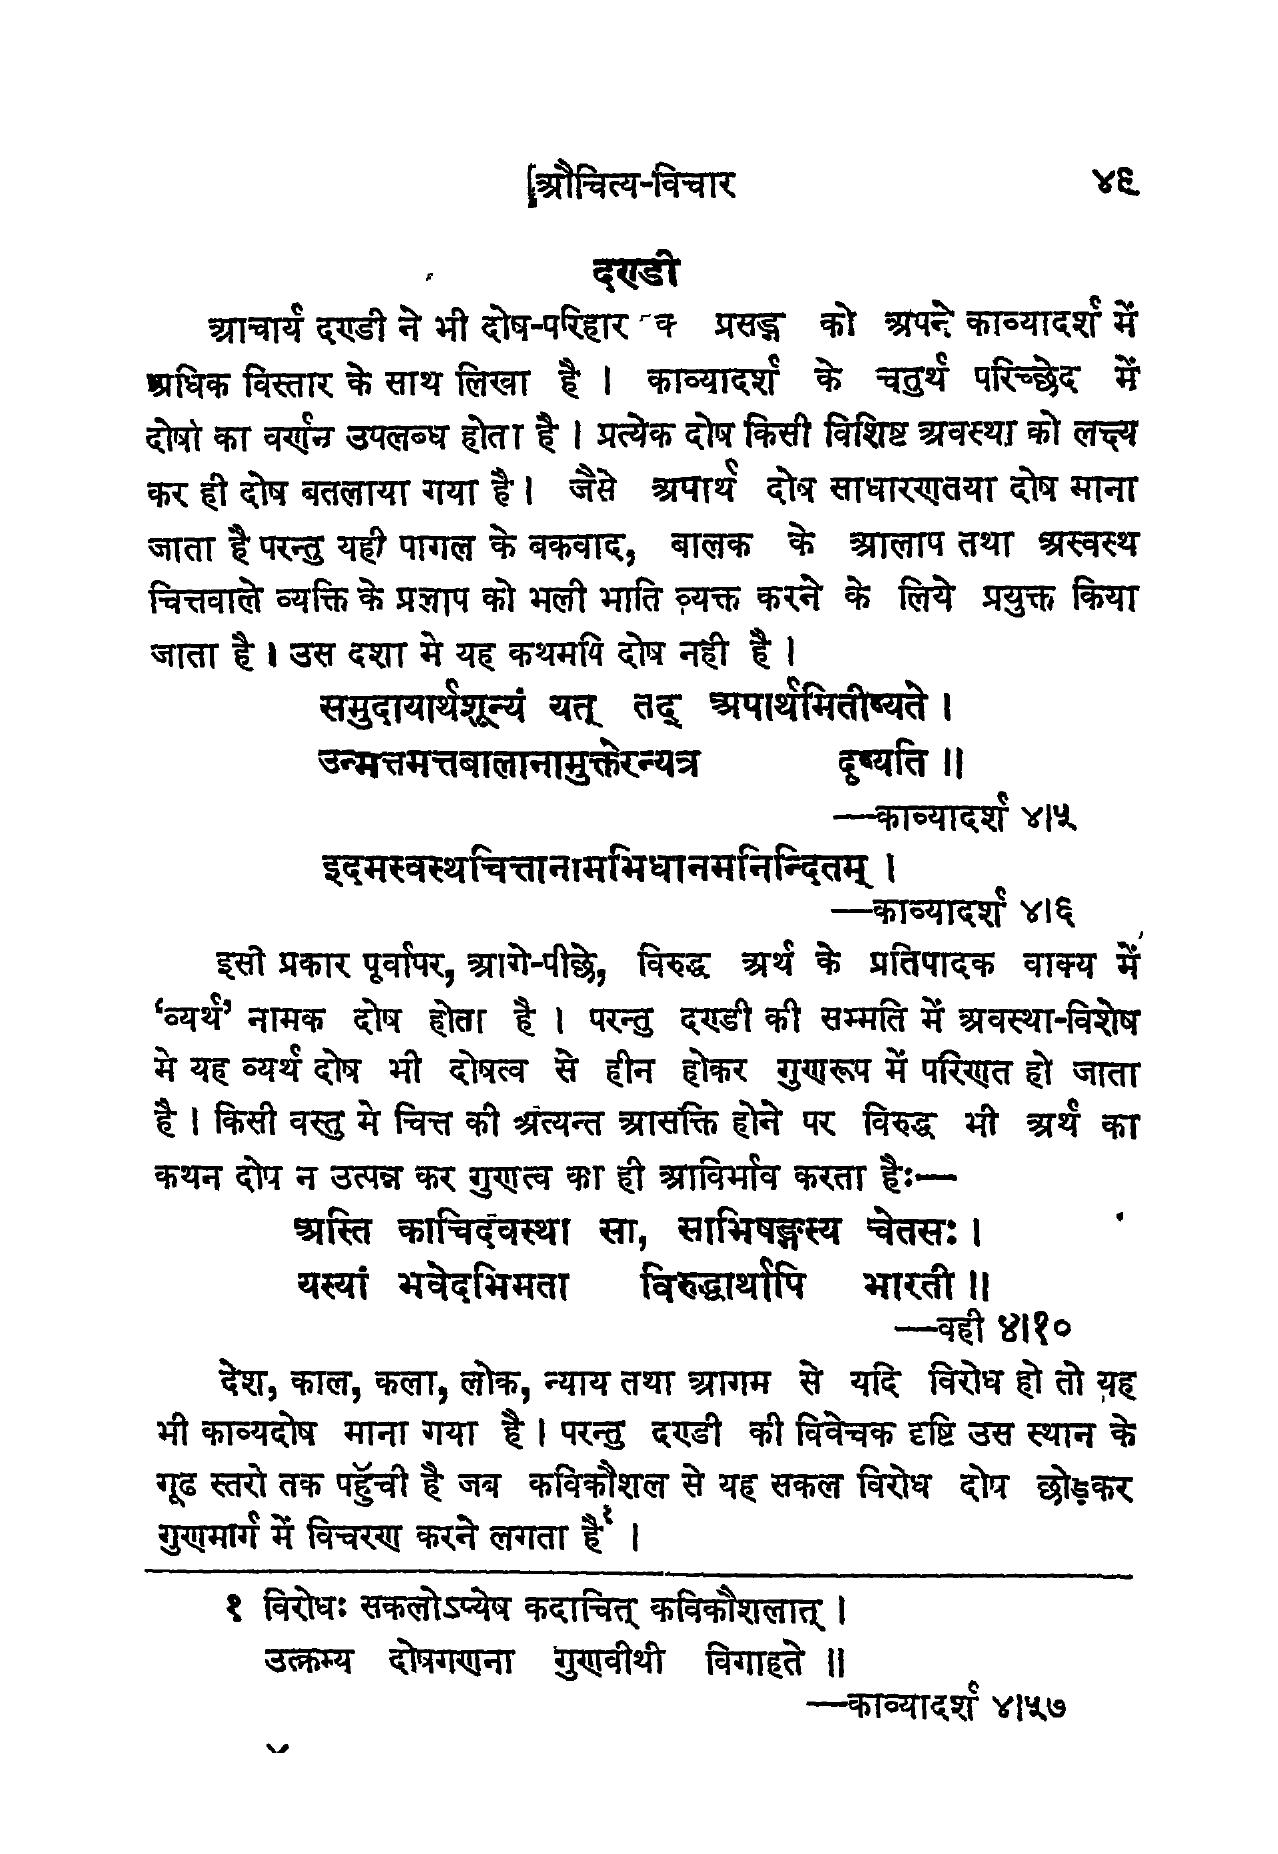 औचित्य-विचार ४९
दण्डी
आचार्य दण्डी ने भी दोष-परिहार क प्रसङ्ग को अपने काव्यादर्श में
अधिक विस्तार के साथ लिखा है । काव्यादर्श के चतुर्थ परिच्छेद में
दोषो का वर्णन उपलब्ध होता है । प्रत्येक दोष किसी विशिष्ट अवस्था को लक्ष्य
कर ही दोष बतलाया गया है । जैसे अपार्थ दोष साधारणतया दोष माना
जाता है परन्तु यही पागल के बकवाद, बालक के आलाप तथा अस्वस्थ
चित्तवाले व्यक्ति के प्रलाप को भली भाति व्यक्त करने के लिये प्रयुक्त किया
जाता है । उस दशा मे यह कथमपि दोष नही है ।
समुदायार्थशून्यं यत् तद् अपार्थमितीष्यते ।
उन्मत्तमत्तबालानामुक्तेरन्यत्र दुष्यति ॥
—काव्यादर्श ४।५
इदमस्वस्थचित्तानामभिधानमनिन्दितम् ।
—काव्यादर्श ४।६
इसी प्रकार पूर्वापर, आगे-पीछे, विरुद्ध अर्थ के प्रतिपादक वाक्य में
‘व्यर्थ’ नामक दोष होता है । परन्तु दण्डी की सम्मति में अवस्था-विशेष
मे यह व्यर्थ दोष भी दोषत्व से हीन होकर गुणरूप में परिणत हो जाता
है । किसी वस्तु मे चित्त की अत्यन्त आसक्ति होने पर विरुद्ध भी अर्थ का
कथन दोष न उत्पन्न कर गुणत्व का ही आविर्भाव करता है:—
अस्ति काचिदवस्था सा, साभिषङ्गस्य चेतसः ।
यस्यां भवेदभिमता विरुद्धार्थापि भारती ॥
—वही ४।१०
देश, काल, कला, लोक, न्याय तथा आगम से यदि विरोध हो तो यह
भी काव्यदोष माना गया है । परन्तु दण्डी की विवेचक दृष्टि उस स्थान के
गूढ स्तरो तक पहुँची है जब कविकौशल से यह सकल विरोध दोष छोड़कर
गुणमार्ग में विचरण करने लगता है१ ।
१ विरोधः सकलोऽप्येष कदाचित् कविकौशलात् ।
उत्क्रम्य दोषगणना गुणवीथी विगाहते ॥
—काव्यादर्श ४।५७